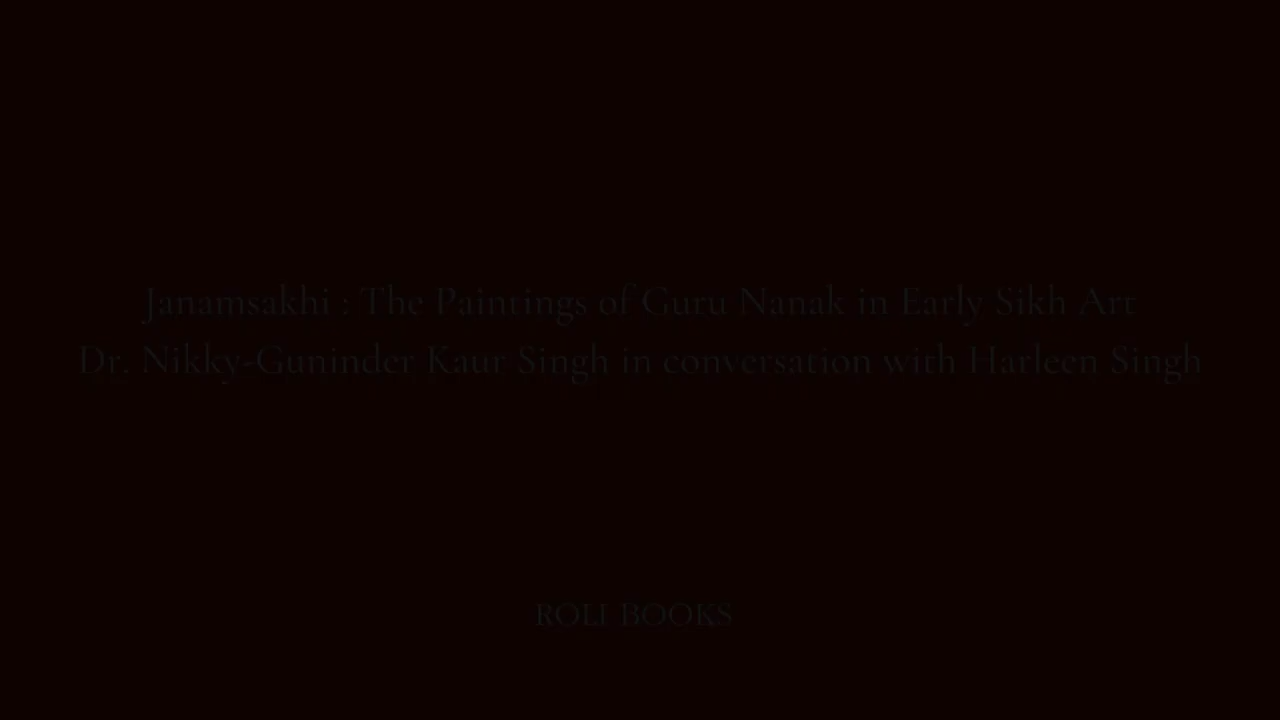 Janamsakhi : The Paintings of Guru Nanak in Early Sikh Art
Dr. Nikky-Guninder Kaur Singh in conversation with Harleen Singh
ROLI BOOKS